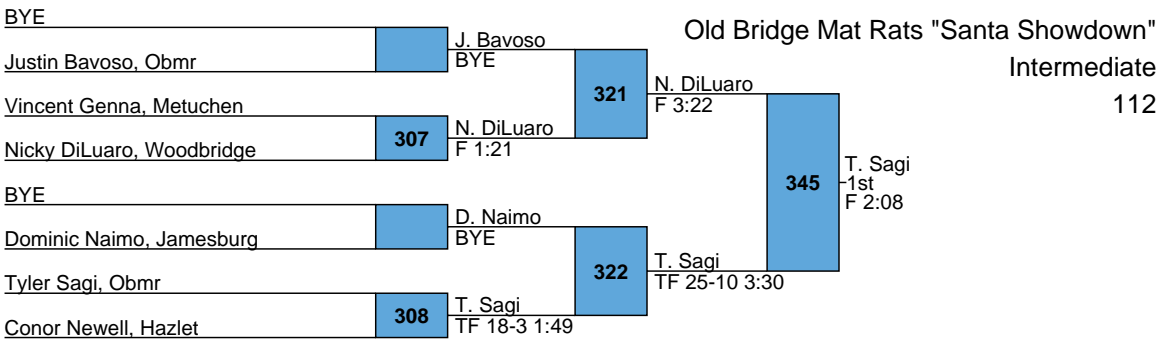 Old Bridge Mat Rats "Santa Showdown"
Intermediate
112
BYE
Justin Bavoso, Obmr
Vincent Genna, Metuchen
Nicky DiLuaro, Woodbridge
BYE
Dominic Naimo, Jamesburg
Tyler Sagi, Obmr
Conor Newell, Hazlet
307
308
J. Bavoso
BYE
N. DiLuaro
F 1:21
D. Naimo
BYE
T. Sagi
TF 18-3 1:49
321
322
N. DiLuaro
F 3:22
T. Sagi
TF 25-10 3:30
345
T. Sagi
1st
F 2:08